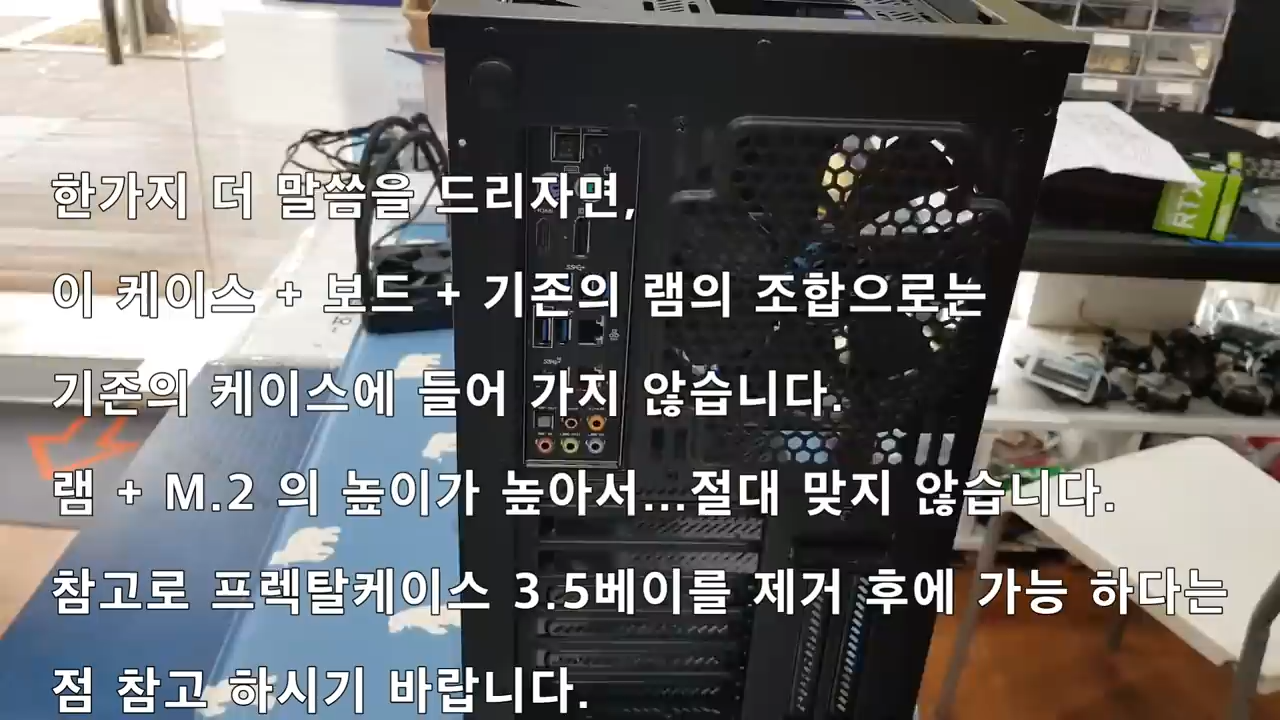 한가지 더 말씀을 드리자면,
이 케이스 + 보드 + 기존의 램의 조합으로는
기존의 케이스에 들어 가지 않습니다.
램 + M.2 의 높이가 높아서...절대 맞지 않습니다.
참고로 프렉탈케이스 3.5베이를 제거 후에 가능 하다는
점 참고 하시기 바랍니다.
RTX